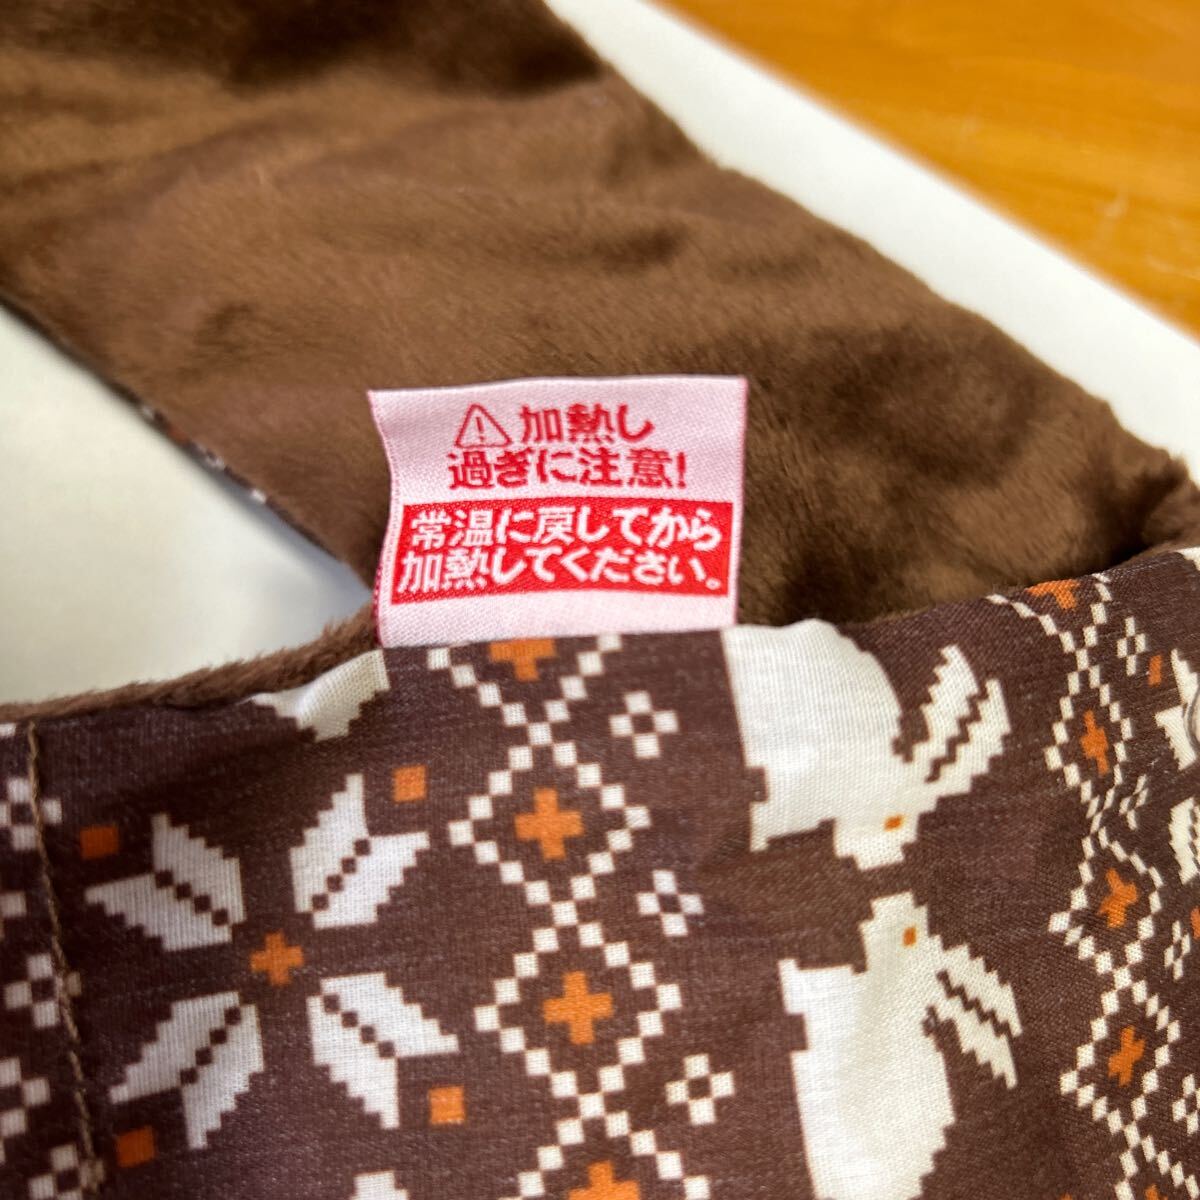 ⚠加熱し
過ぎに注意!
常温に戻してから
加熱してください。